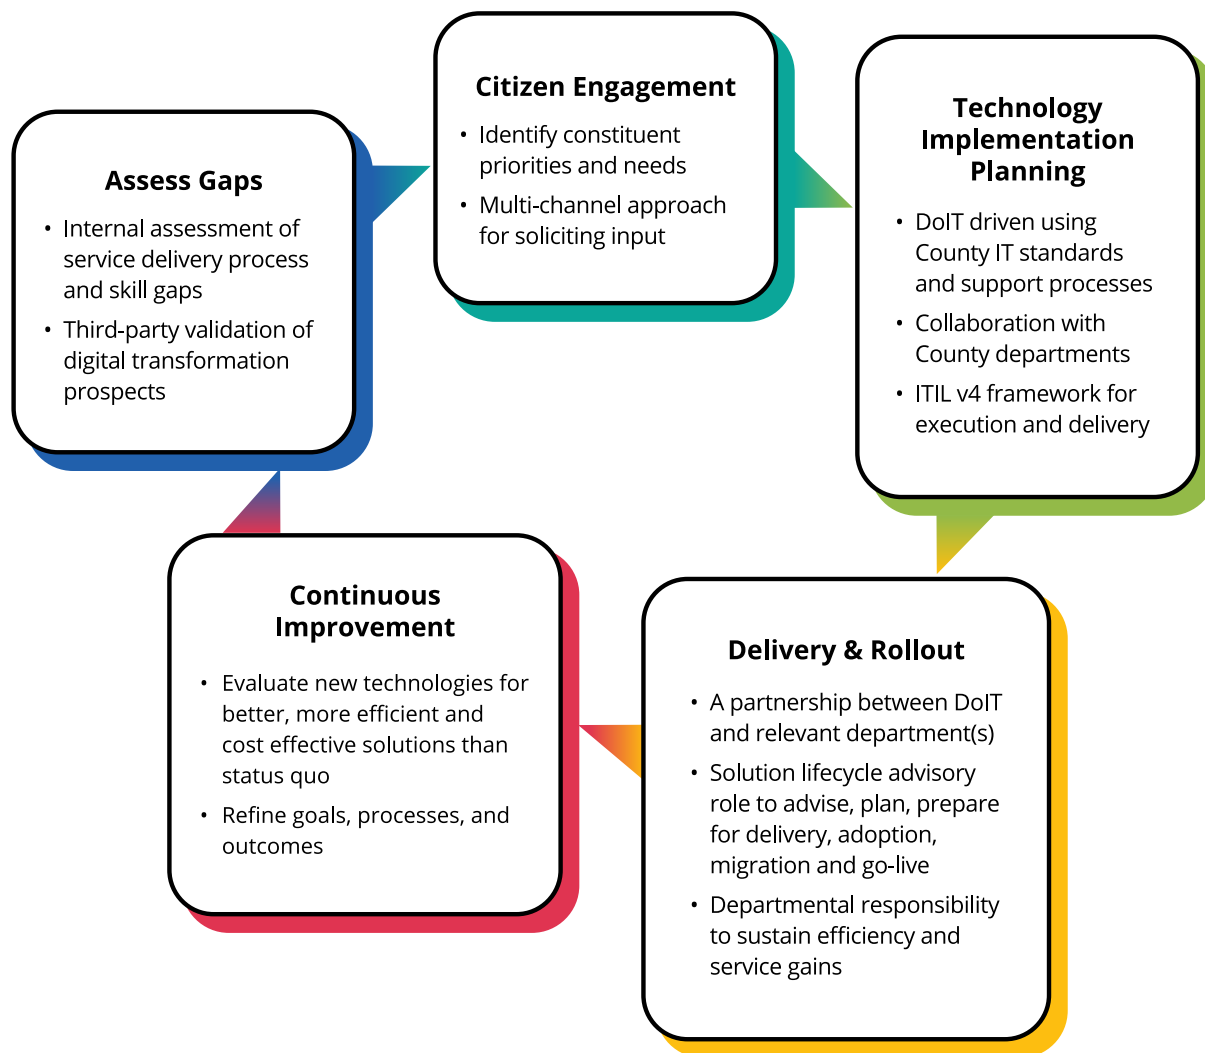 Assess Gaps
• Internal assessment of
service delivery process
and skill gaps
• Third-party validation of
digital transformation
prospects
Citizen Engagement
• Identify constituent
priorities and needs
• Multi-channel approach
for soliciting input
Technology
Implementation
Planning
• DoIT driven using
County IT standards
and support processes
• Collaboration with
County departments
• ITIL v4 framework for
execution and delivery
Delivery & Rollout
• A partnership between DoIT
and relevant department(s)
• Solution lifecycle advisory
role to advise, plan, prepare
for delivery, adoption,
migration and go-live
• Departmental responsibility
to sustain efficiency and
service gains
Continuous
Improvement
• Evaluate new technologies for
better, more efficient and
cost effective solutions than
status quo
• Refine goals, processes, and
outcomes